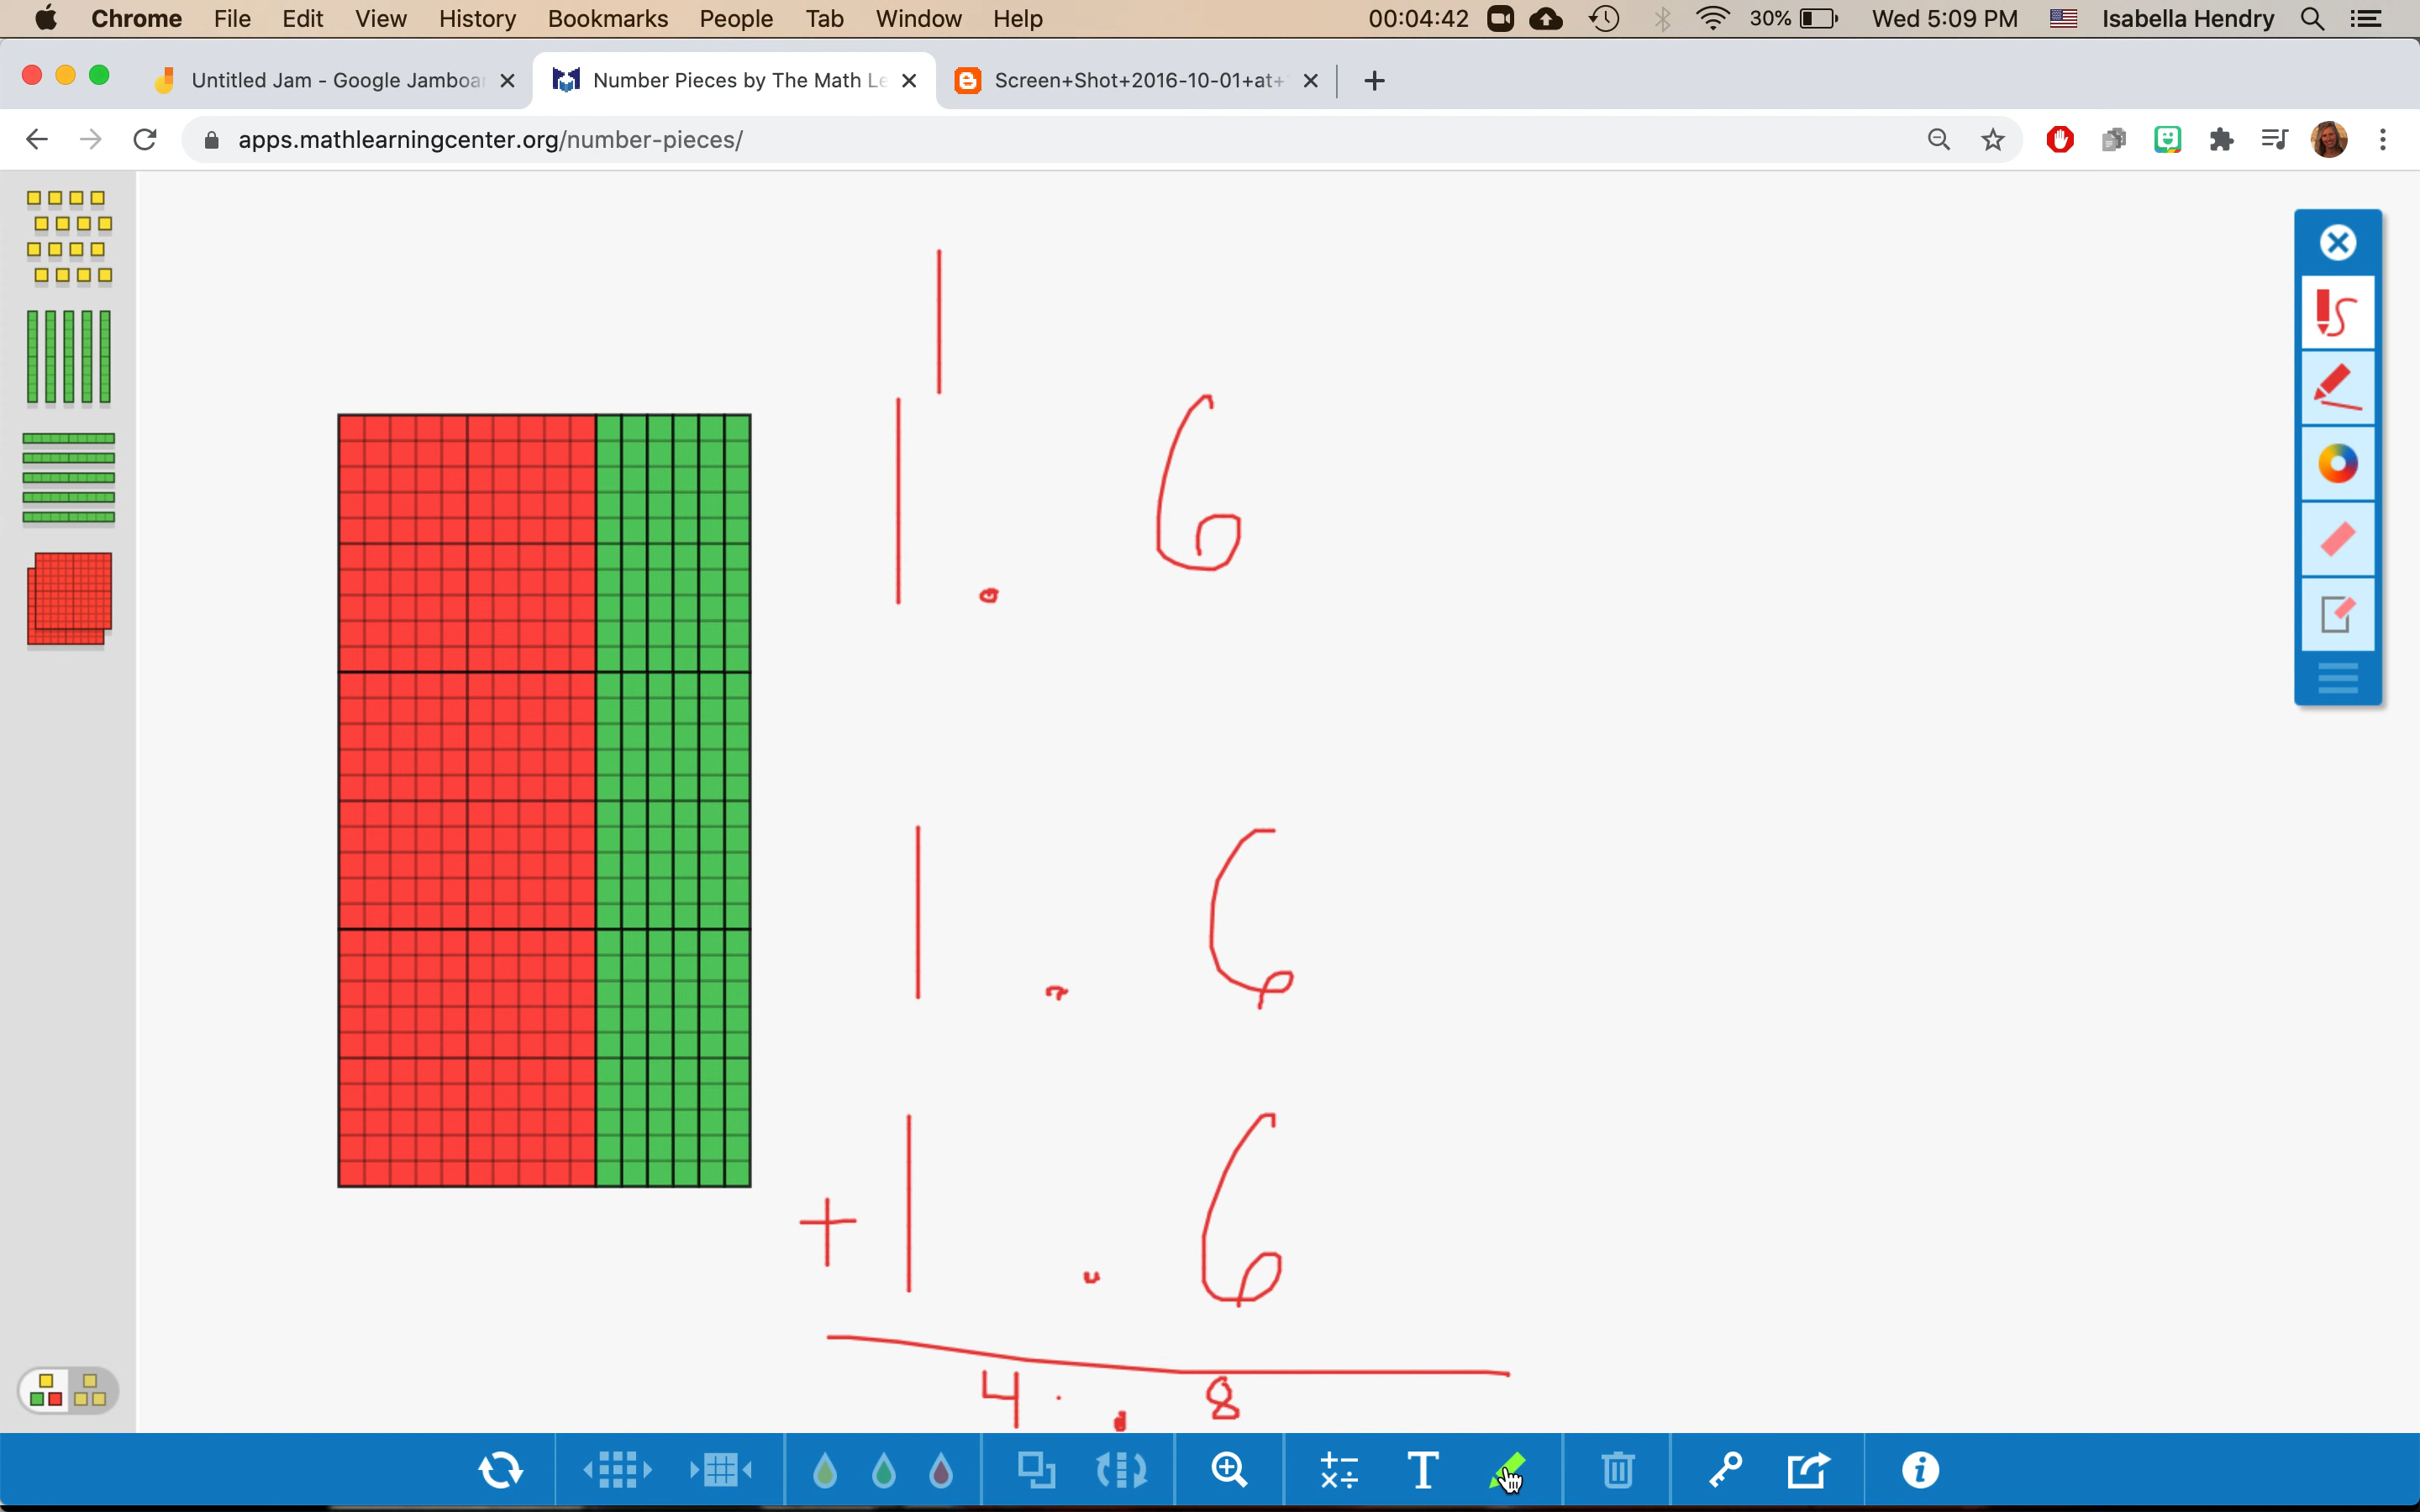 Chrome File Edit View History Bookmarks People Tab Window Help 00:04:42 30% Wed 5:09 PM Isabella Hendry
Untitled Jam - Google Jamboar Number Pieces by The Math Le Screen+Shot+2016-10-01+at+
apps.mathlearningcenter.org/number-pieces/
1
1.6
1.6
+1.6
4.8
T